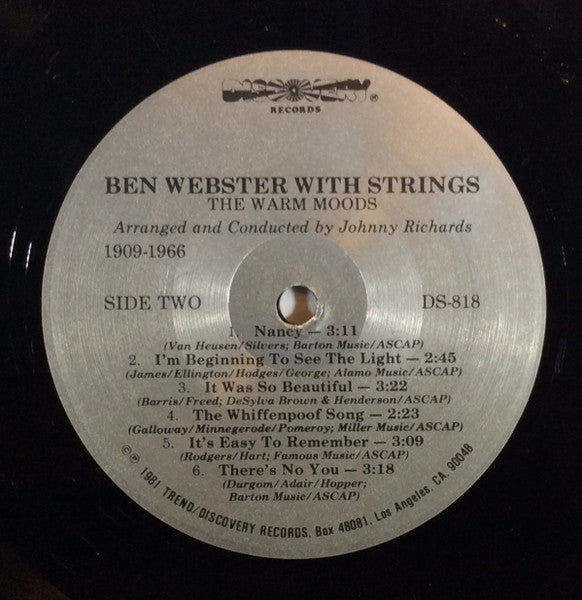 DISCOVERY®
RECORDS
BEN WEBSTER WITH STRINGS
THE WARM MOODS
Arranged and Conducted by Johnny Richards
1909-1966
SIDE TWO DS-818
1. Nancy — 3:11
(Van Heusen/Silvers; Barton Music/ASCAP)
2. I'm Beginning To See The Light — 2:45
(James/Ellington/Hodges/George; Alamo Music/ASCAP)
3. It Was So Beautiful — 3:22
(Barris/Freed; DeSylva Brown & Henderson/ASCAP)
4. The Whiffenpoof Song — 2:23
(Galloway/Minnegerode/Pomeroy; Miller Music/ASCAP)
5. It's Easy To Remember — 3:09
(Rodgers/Hart; Famous Music/ASCAP)
6. There's No You — 3:18
(Durgom/Adair/Hopper;
Barton Music/ASCAP)
©℗ 1981 TREND/DISCOVERY RECORDS, Box 48081, Los Angeles, CA 90048